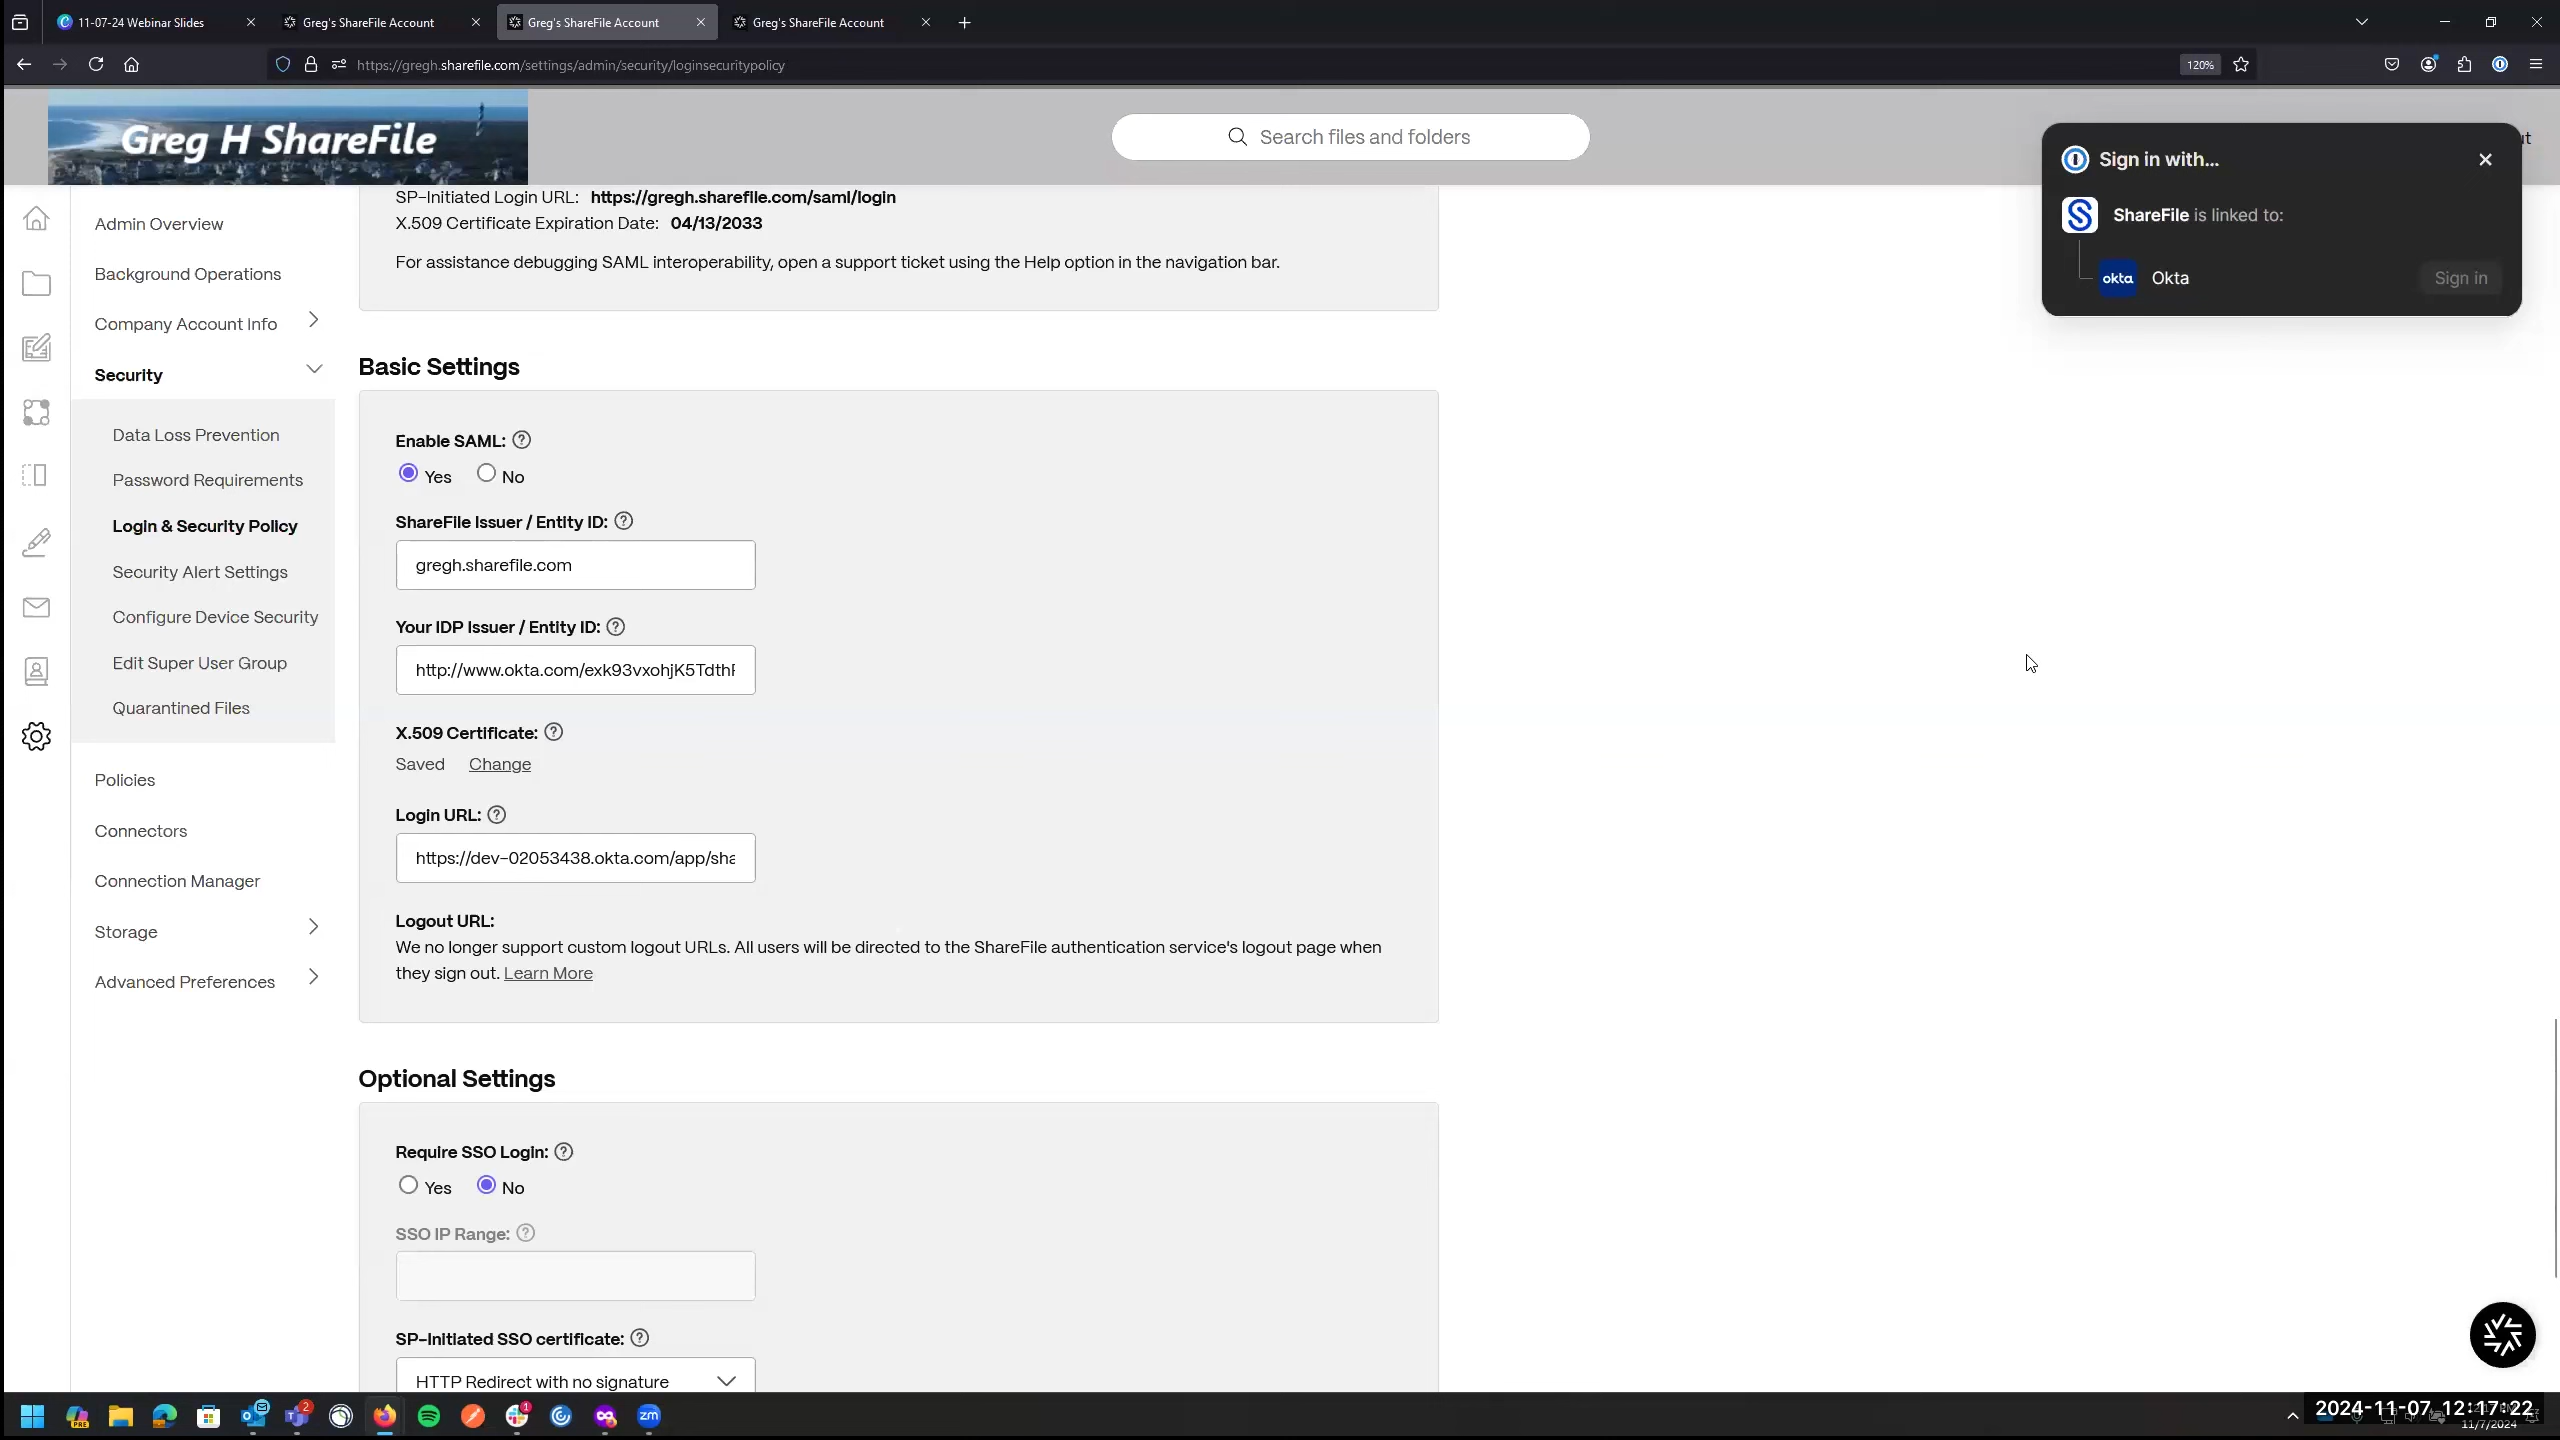 11-07-24 Webinar Slides
Greg's ShareFile Account
Greg's ShareFile Account
Greg's ShareFile Account
https://gregh.sharefile.com/settings/admin/security/loginsecuritypolicy
120%
Greg H ShareFile
Search files and folders
Sign in with...
ShareFile is linked to:
okta Okta
Sign in
Admin Overview
Background Operations
Company Account Info
Security
Data Loss Prevention
Password Requirements
Login & Security Policy
Security Alert Settings
Configure Device Security
Edit Super User Group
Quarantined Files
Policies
Connectors
Connection Manager
Storage
Advanced Preferences
SP-Initiated Login URL: https://gregh.sharefile.com/saml/login
X.509 Certificate Expiration Date: 04/13/2033
For assistance debugging SAML interoperability, open a support ticket using the Help option in the navigation bar.
Basic Settings
Enable SAML:
Yes No
ShareFile Issuer / Entity ID:
gregh.sharefile.com
Your IDP Issuer / Entity ID:
http://www.okta.com/exk93vxohjK5Tdth
X.509 Certificate:
Saved Change
Login URL:
https://dev-02053438.okta.com/app/sha
Logout URL:
We no longer support custom logout URLs. All users will be directed to the ShareFile authentication service's logout page when
they sign out. Learn More
Optional Settings
Require SSO Login:
Yes No
SSO IP Range:
SP-Initiated SSO certificate:
HTTP Redirect with no signature
PRE
2
1
zm
2024-11-07 12:17:22
11/7/2024